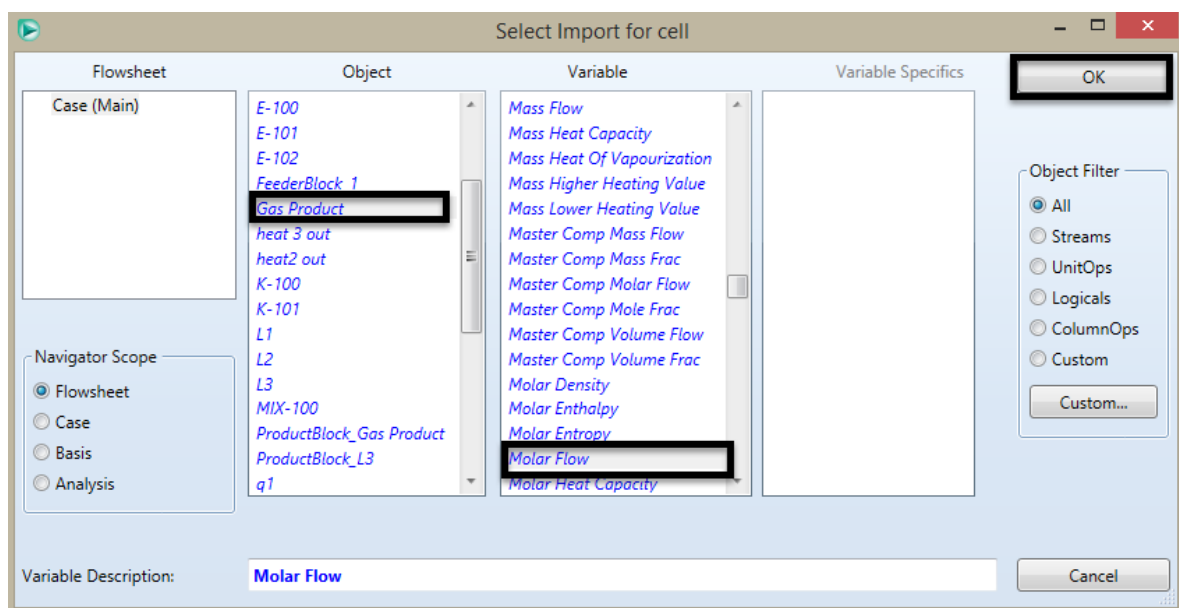 Select Import for cell
Flowsheet
Object
Variable
Variable Specifics
OK
Case (Main)
E-100
E-101
E-102
FeederBlock_1
Gas Product
heat 3 out
heat2 out
K-100
K-101
L1
L2
L3
MIX-100
ProductBlock_Gas Product
ProductBlock_L3
q1
Mass Flow
Mass Heat Capacity
Mass Heat Of Vapourization
Mass Higher Heating Value
Mass Lower Heating Value
Master Comp Mass Flow
Master Comp Mass Frac
Master Comp Molar Flow
Master Comp Mole Frac
Master Comp Volume Flow
Master Comp Volume Frac
Molar Density
Molar Enthalpy
Molar Entropy
Molar Flow
Molar Heat Capacity
Object Filter
All
Streams
UnitOps
Logicals
ColumnOps
Custom
Custom...
Navigator Scope
Flowsheet
Case
Basis
Analysis
Variable Description:
Molar Flow
Cancel